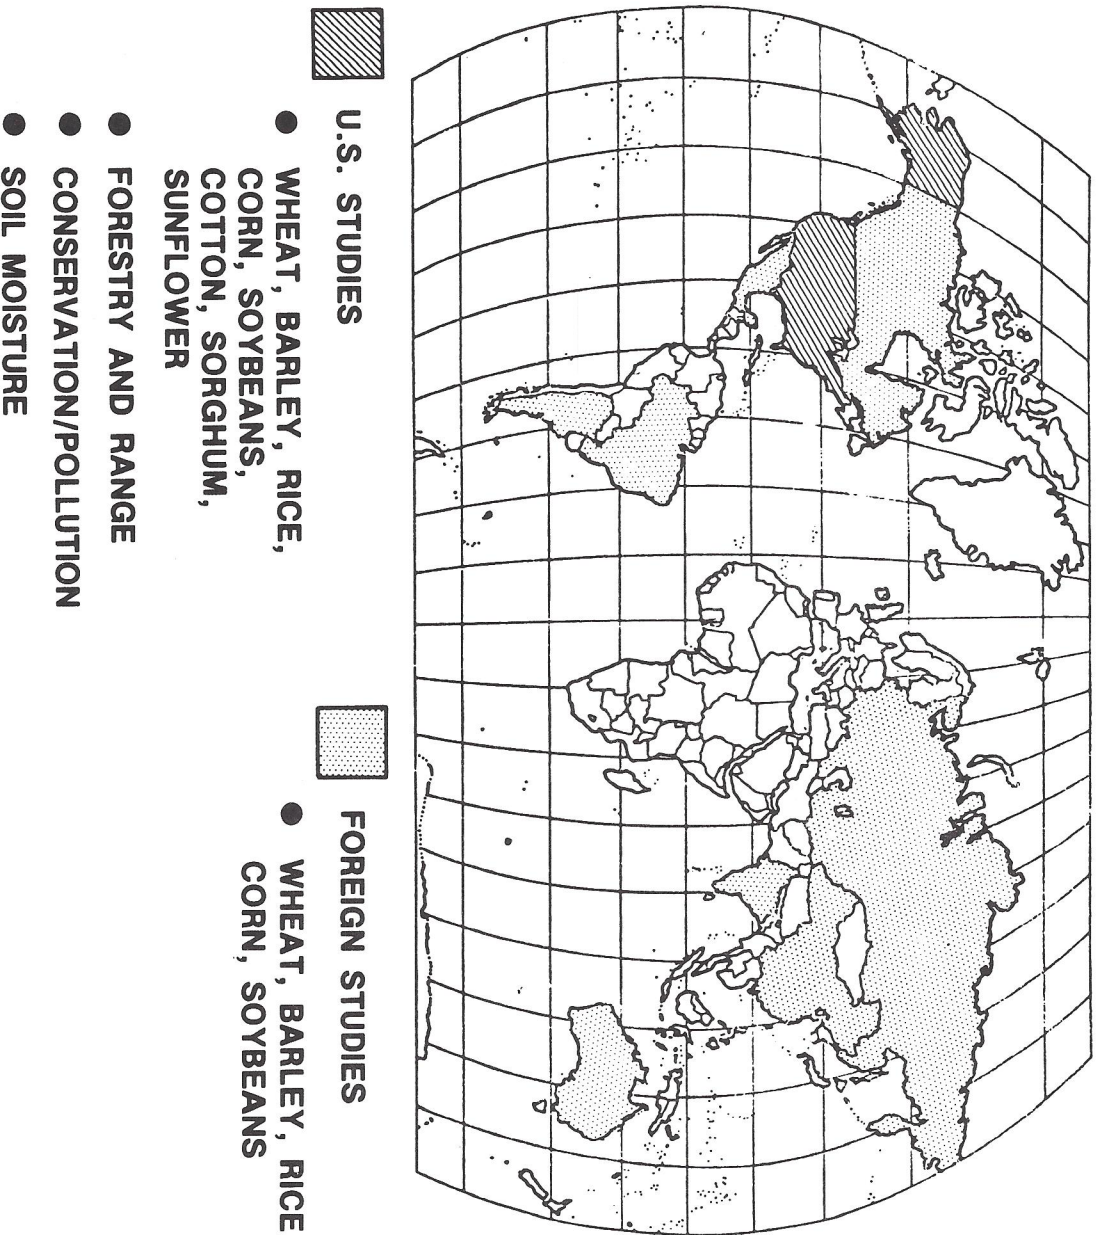 U.S. STUDIES
● WHEAT, BARLEY, RICE,
CORN, SOYBEANS,
COTTON, SORGHUM,
SUNFLOWER
● FORESTRY AND RANGE
● CONSERVATION/POLLUTION
● SOIL MOISTURE
FOREIGN STUDIES
● WHEAT, BARLEY, RICE
CORN, SOYBEANS